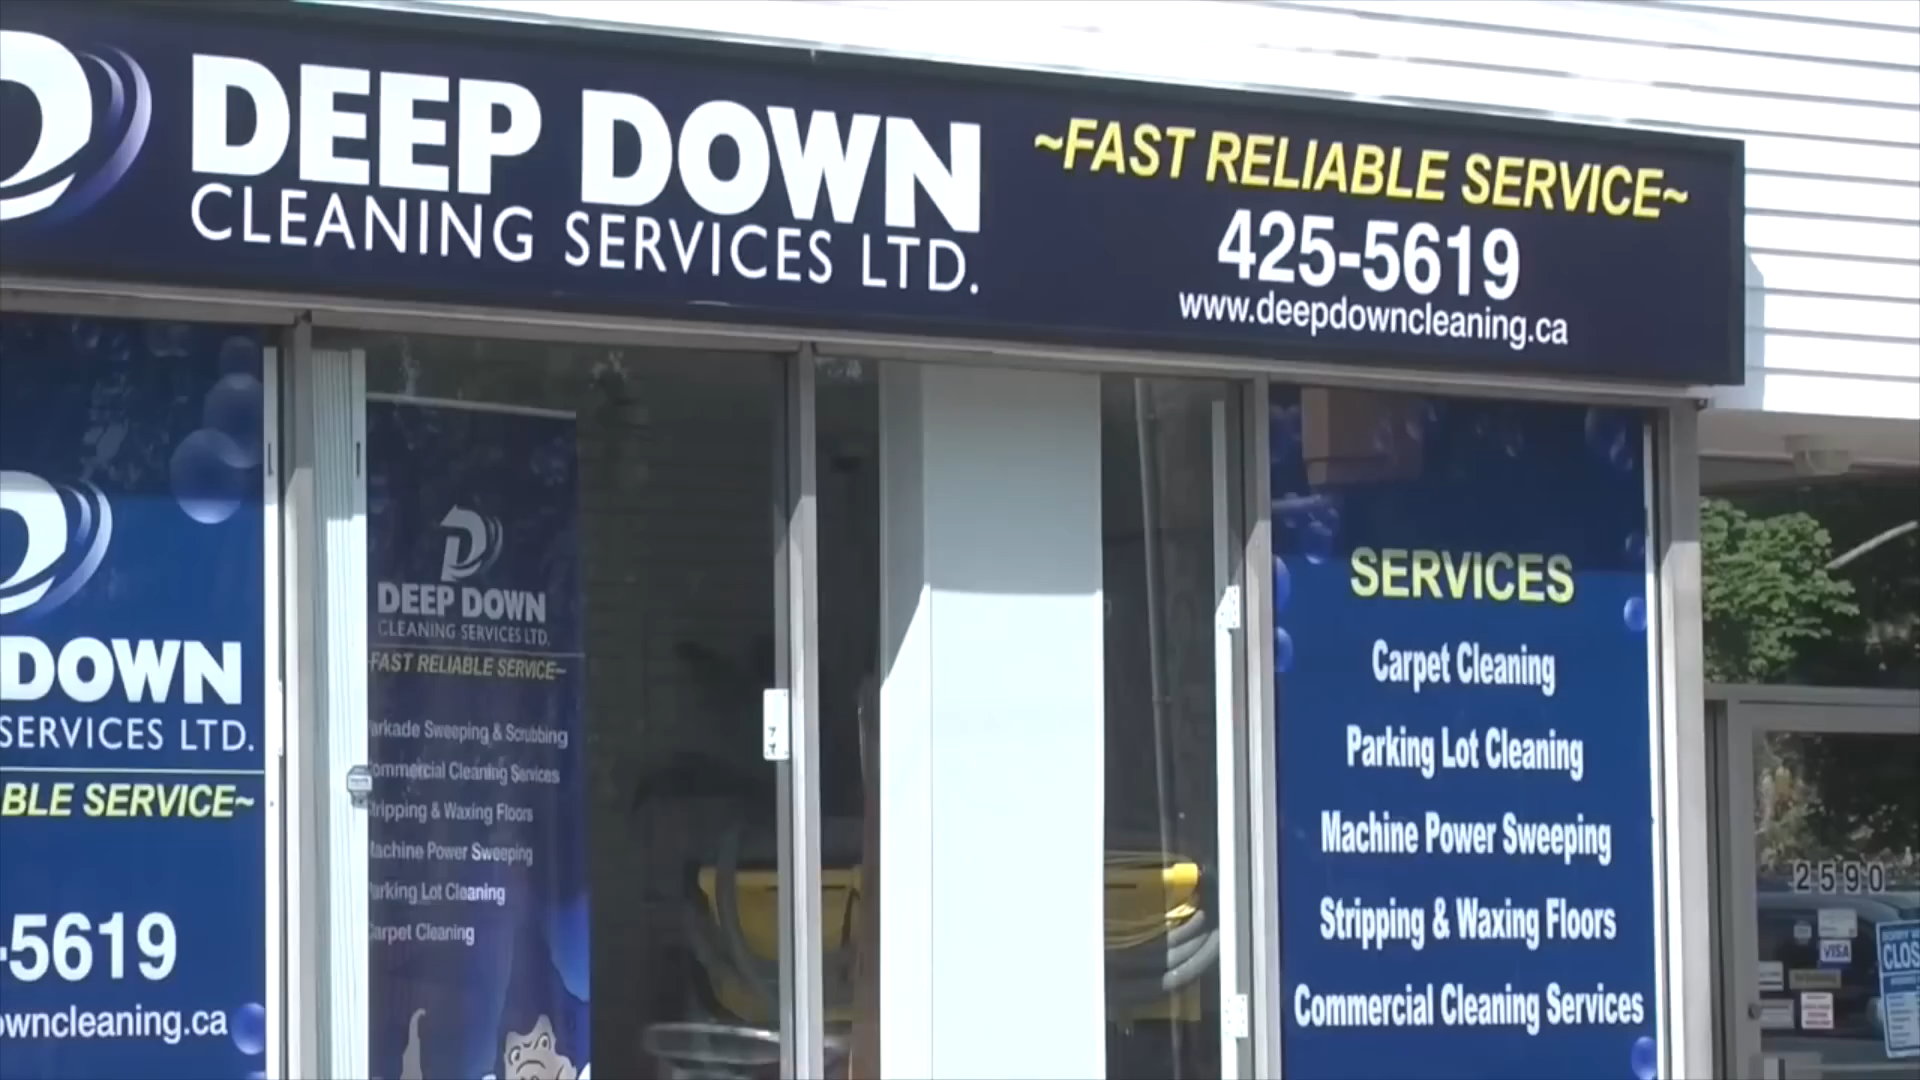 DEEP DOWN
CLEANING SERVICES LTD.
~FAST RELIABLE SERVICE~
425-5619
www.deepdowncleaning.ca
DOWN
SERVICES LTD.
BLE SERVICE~
-5619
owncleaning.ca
DEEP DOWN
CLEANING SERVICES LTD.
FAST RELIABLE SERVICE~
arkade Sweeping & Scrubbing
ommercial Cleaning Services
tripping & Waxing Floors
achine Power Sweeping
arking Lot Cleaning
arpet Cleaning
SERVICES
Carpet Cleaning
Parking Lot Cleaning
Machine Power Sweeping
Stripping & Waxing Floors
Commercial Cleaning Services
2590
VISA
CLOS